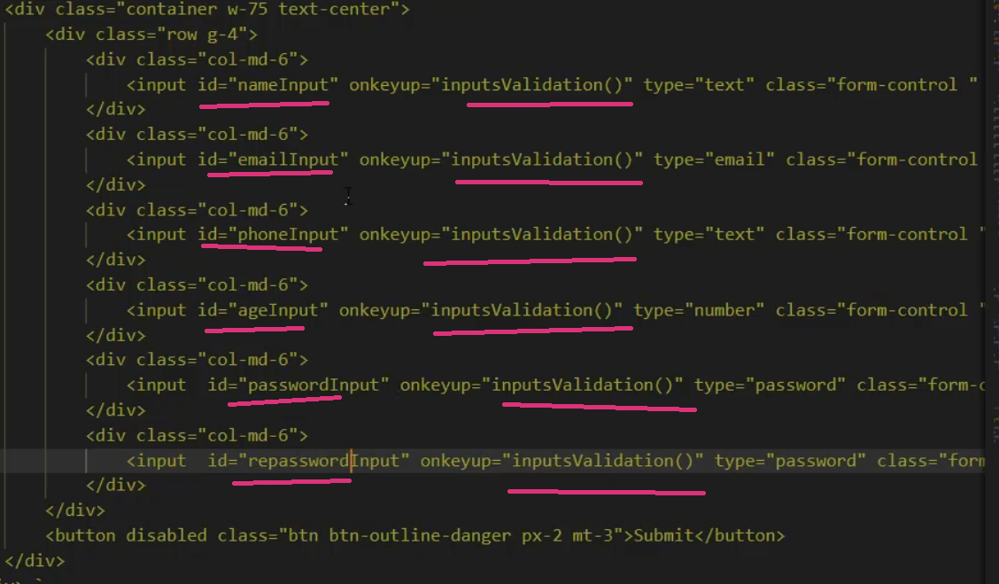 <div class="container w-75 text-center">
<div class="row g-4">
<div class="col-md-6">
<input id="nameInput" onkeyup="inputsValidation()" type="text" class="form-control "
</div>
<div class="col-md-6">
<input id="emailInput" onkeyup="inputsValidation()" type="email" class="form-control
</div>
<div class="col-md-6">
<input id="phoneInput" onkeyup="inputsValidation()" type="text" class="form-control "
</div>
<div class="col-md-6">
<input id="ageInput" onkeyup="inputsValidation()" type="number" class="form-control "
</div>
<div class="col-md-6">
<input  id="passwordInput" onkeyup="inputsValidation()" type="password" class="form-c
</div>
<div class="col-md-6">
<input  id="repasswordInput" onkeyup="inputsValidation()" type="password" class="form
</div>
</div>
<button disabled class="btn btn-outline-danger px-2 mt-3">Submit</button>
</div>